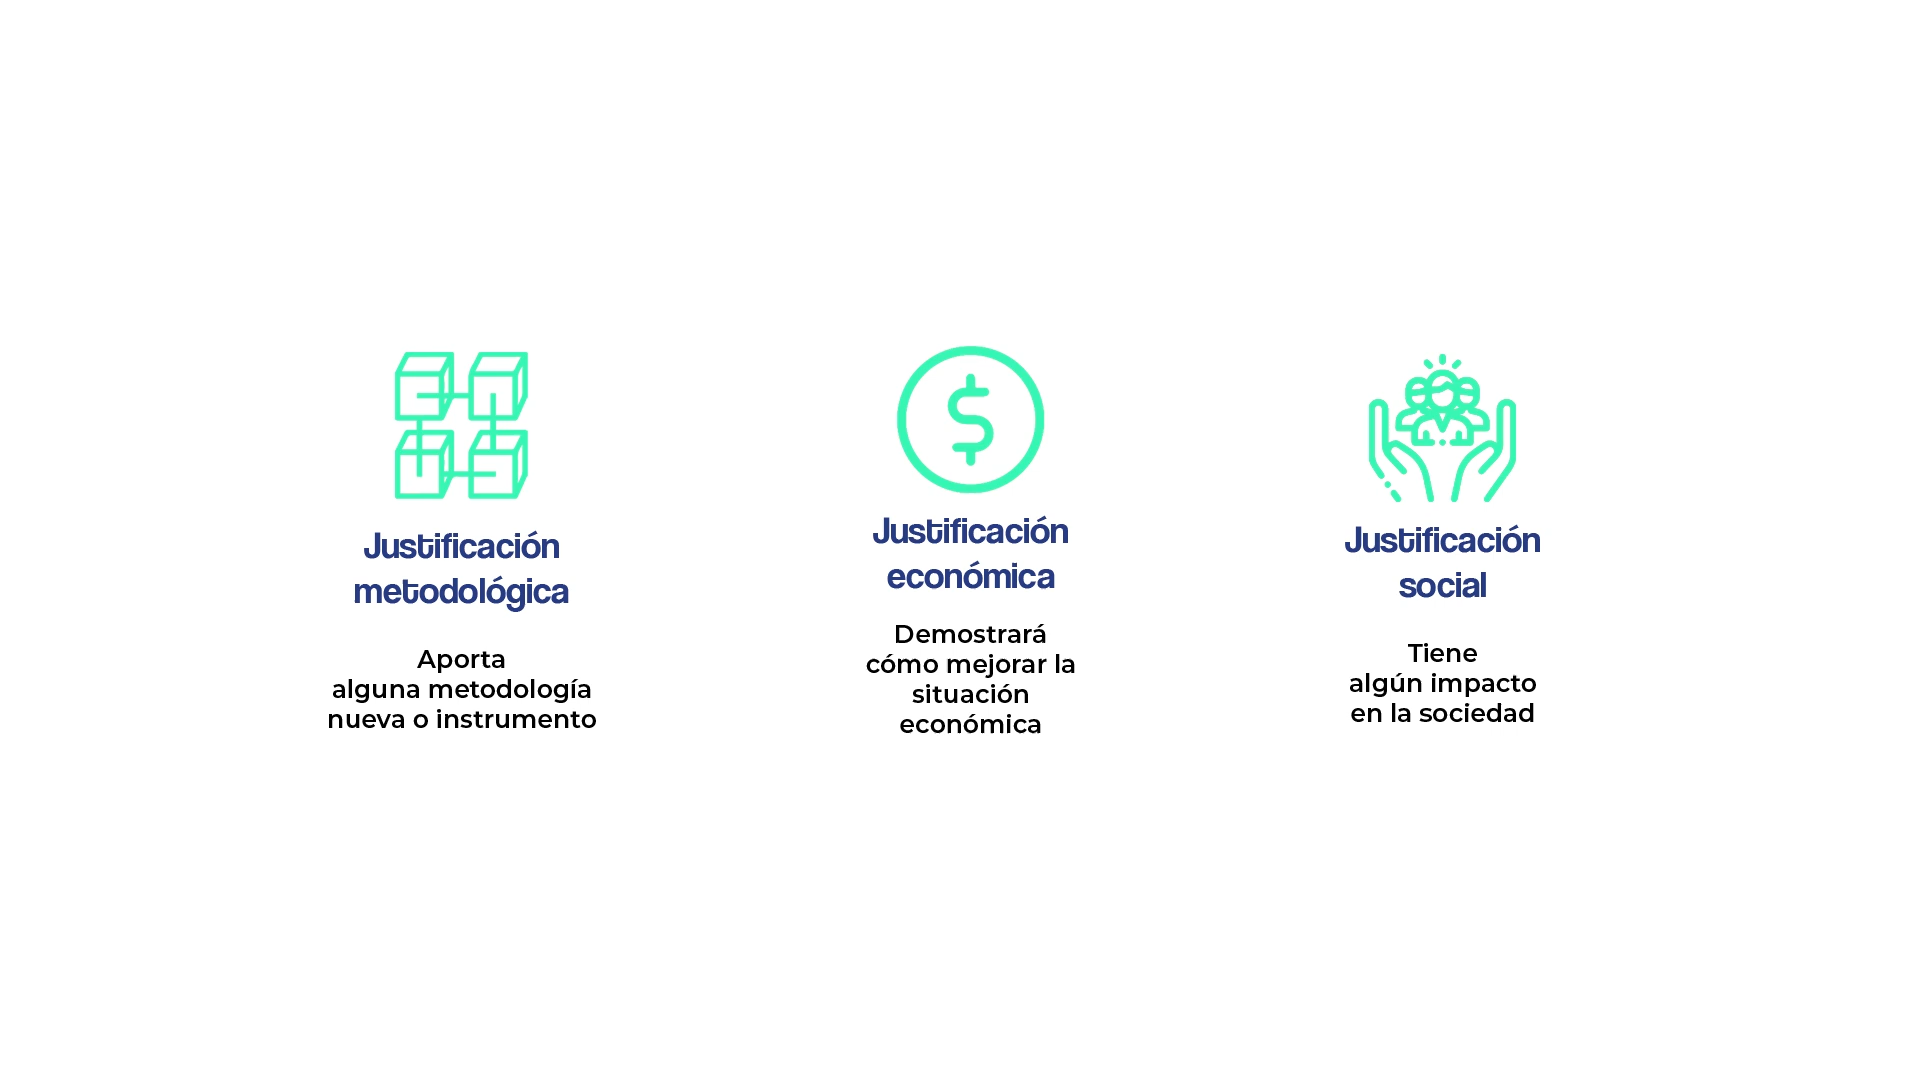 Justificación
metodológica
Aporta
alguna metodología
nueva o instrumento
Justificación
económica
Demostrará
cómo mejorar la
situación
económica
Justificación
social
Tiene
algún impacto
en la sociedad